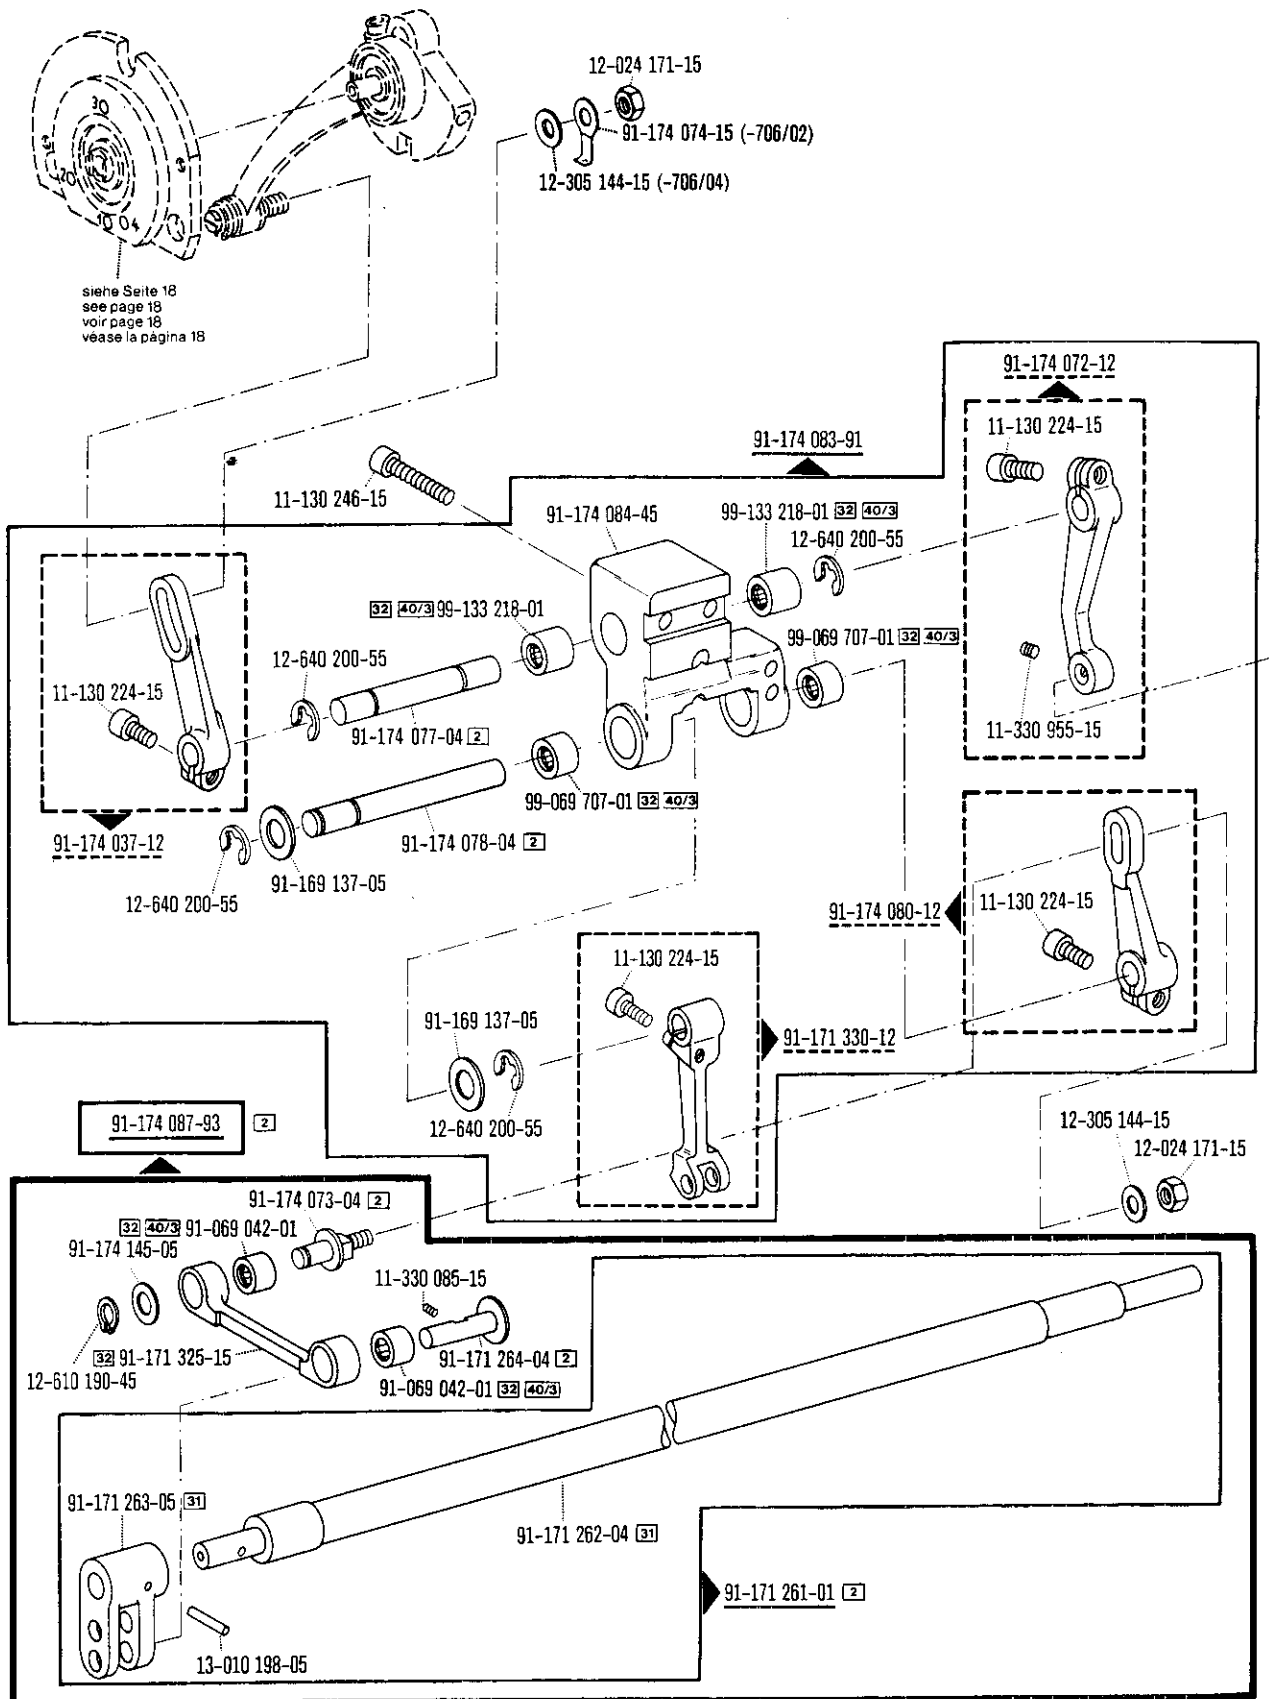 12-024 171-15
91-174 074-15 (-706/02)
12-305 144-15 (-706/04)
30
20
10
4
siehe Seite 18
see page 18
voir page 18
véase la página 18
91-174 072-12
11-130 224-15
91-174 083-91
11-130 246-15
91-174 084-45
99-133 218-01 32 40/3
12-640 200-55
32 40/3 99-133 218-01
99-069 707-01 32 40/3
12-640 200-55
11-130 224-15
91-174 077-04 2
11-330 955-15
99-069 707-01 32 40/3
91-174 037-12
91-174 078-04 2
91-169 137-05
12-640 200-55
91-174 080-12
11-130 224-15
11-130 224-15
91-169 137-05
91-171 330-12
12-640 200-55
91-174 087-93 2
12-305 144-15
12-024 171-15
91-174 073-04 2
32 40/3 91-069 042-01
91-174 145-05
11-330 085-15
32 91-171 325-15
91-171 264-04 2
12-610 190-45
91-069 042-01 32 40/3
91-171 263-05 31
91-171 262-04 31
91-171 261-01 2
13-010 198-05